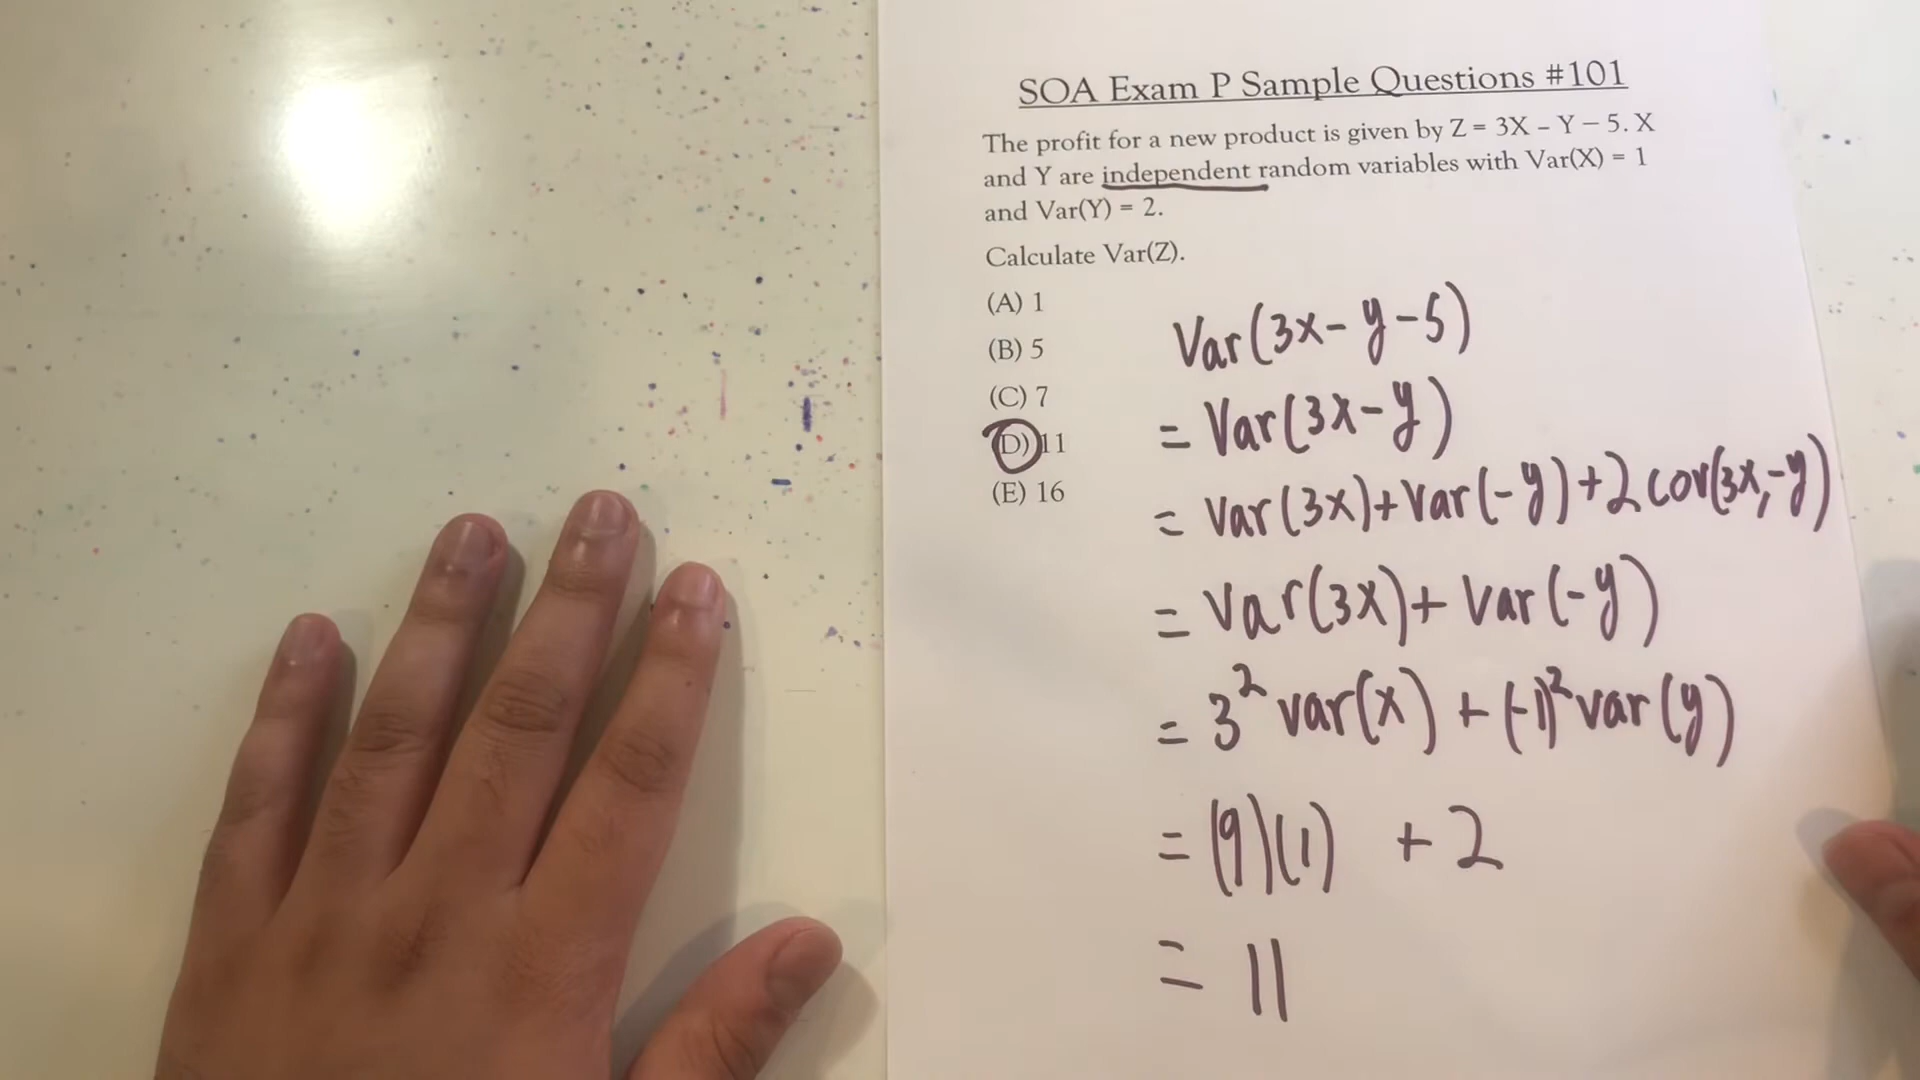 SOA Exam P Sample Questions #101
The profit for a new product is given by Z = 3X – Y – 5. X
and Y are independent random variables with Var(X) = 1
and Var(Y) = 2.
Calculate Var(Z).
(A) 1
(B) 5
(C) 7
(D) 11
(E) 16
Var(3x-y-5)
= Var(3x-y)
= Var(3x)+Var(-y)+2cov(3x,-y)
= Var(3x)+ Var(-y)
= 3² var(x) + (-1)² var(y)
= (9)(1) + 2
= 11